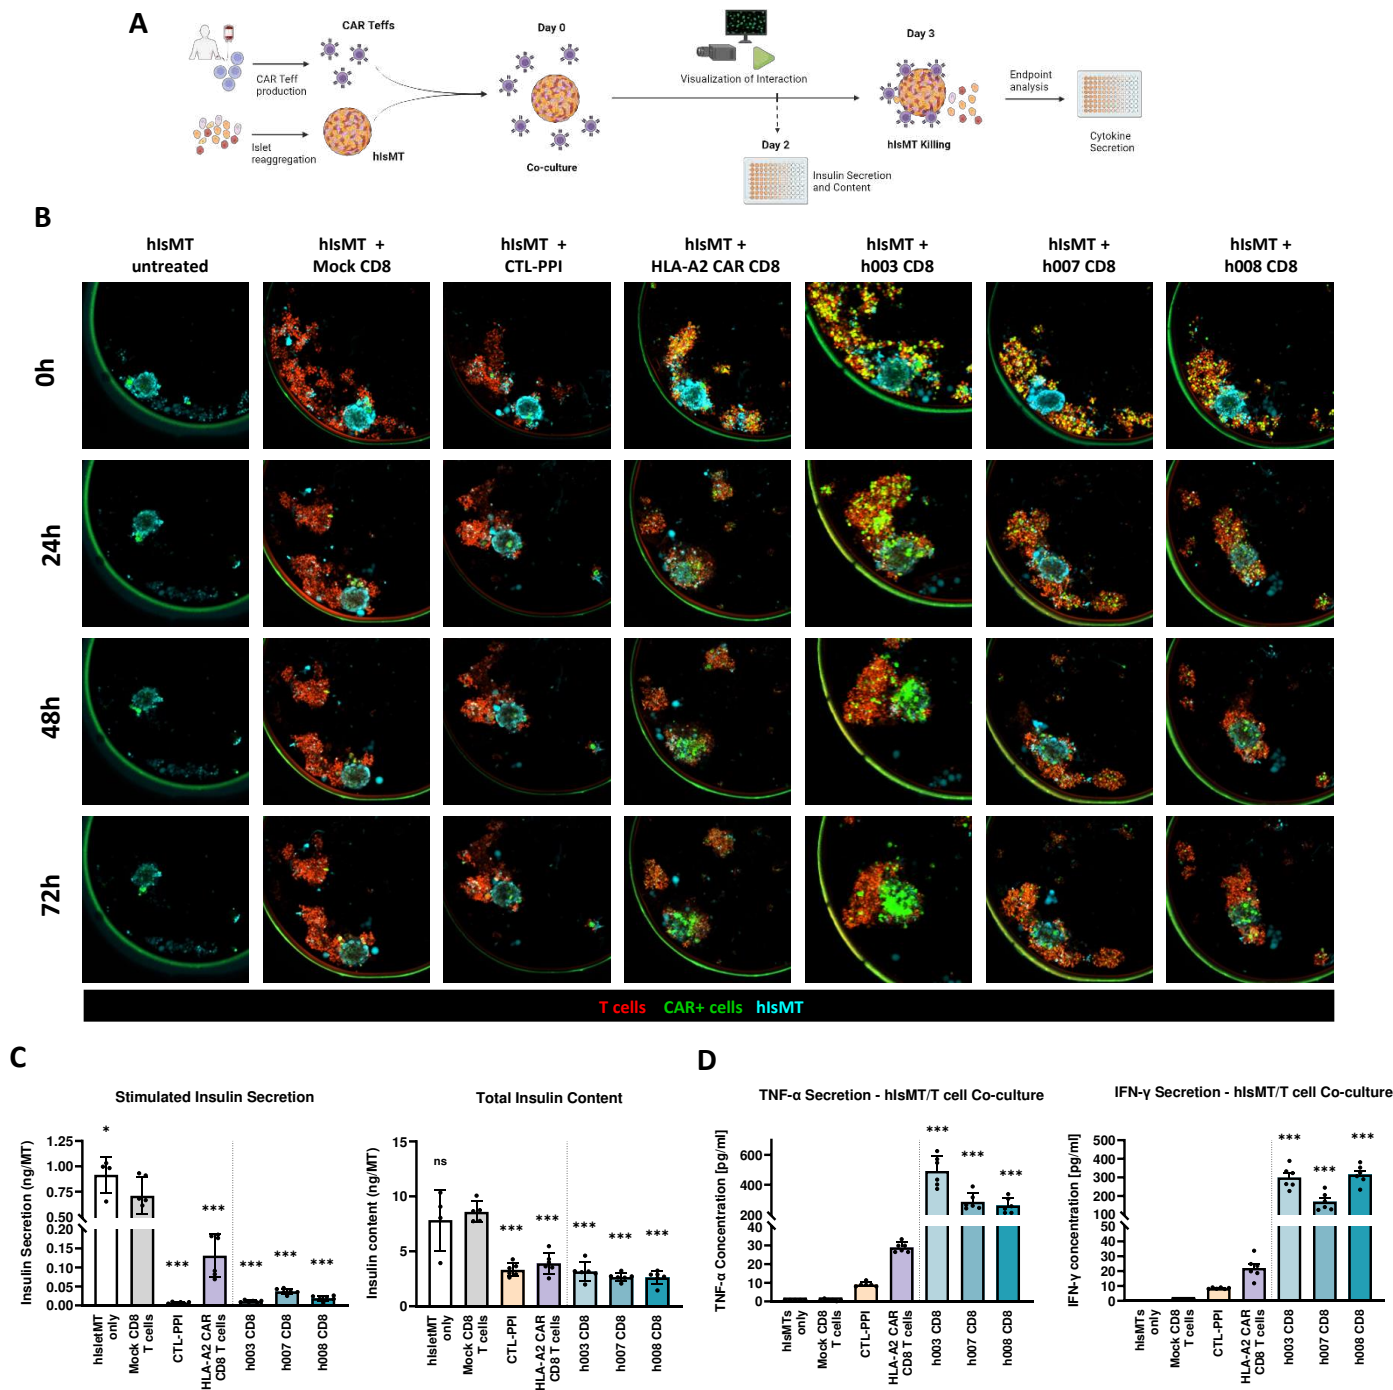 A
CAR Teffs
Day 0
Day 3
CAR Teff
production
Visualization of Interaction
Endpoint
analysis
Islet
reaggregation
hIsMT
Co-culture
Day 2
hIsMT Killing
Cytokine
Secretion
Insulin Secretion
and Content
B
hIsMT
untreated
hIsMT +
Mock CD8
hIsMT +
CTL-PPI
hIsMT +
HLA-A2 CAR CD8
hIsMT +
h003 CD8
hIsMT +
h007 CD8
hIsMT +
h008 CD8
0h
24h
48h
72h
T cells CAR+ cells hIsMT
C
Stimulated Insulin Secretion
Insulin Secretion (ng/MT)
1.25
1.00
0.75
0.50
0.20
0.15
0.10
0.05
0.00
*
***
***
***
***
***
hIsletMT
only
Mock CD8
T cells
CTL-PPI
HLA-A2 CAR
CD8 T cells
h003 CD8
h007 CD8
h008 CD8
Total Insulin Content
Insulin content (ng/MT)
15
10
5
0
ns
***
***
***
***
***
hIsletMT
only
Mock CD8
T cells
CTL-PPI
HLA-A2 CAR
CD8 T cells
h003 CD8
h007 CD8
h008 CD8
D
TNF-α Secretion - hIsMT/T cell Co-culture
TNF-α Concentration [pg/ml]
600
400
200
30
20
10
0
***
***
***
hIsMTs
only
Mock CD8
T cells
CTL-PPI
HLA-A2 CAR
CD8 T cells
h003 CD8
h007 CD8
h008 CD8
IFN-γ Secretion - hIsMT/T cell Co-culture
IFN-γ concentration [pg/ml]
500
400
300
200
100
50
40
30
20
10
0
***
***
***
hIsMTs
only
Mock CD8
T cells
CTL-PPI
HLA-A2 CAR
CD8 T cells
h003 CD8
h007 CD8
h008 CD8